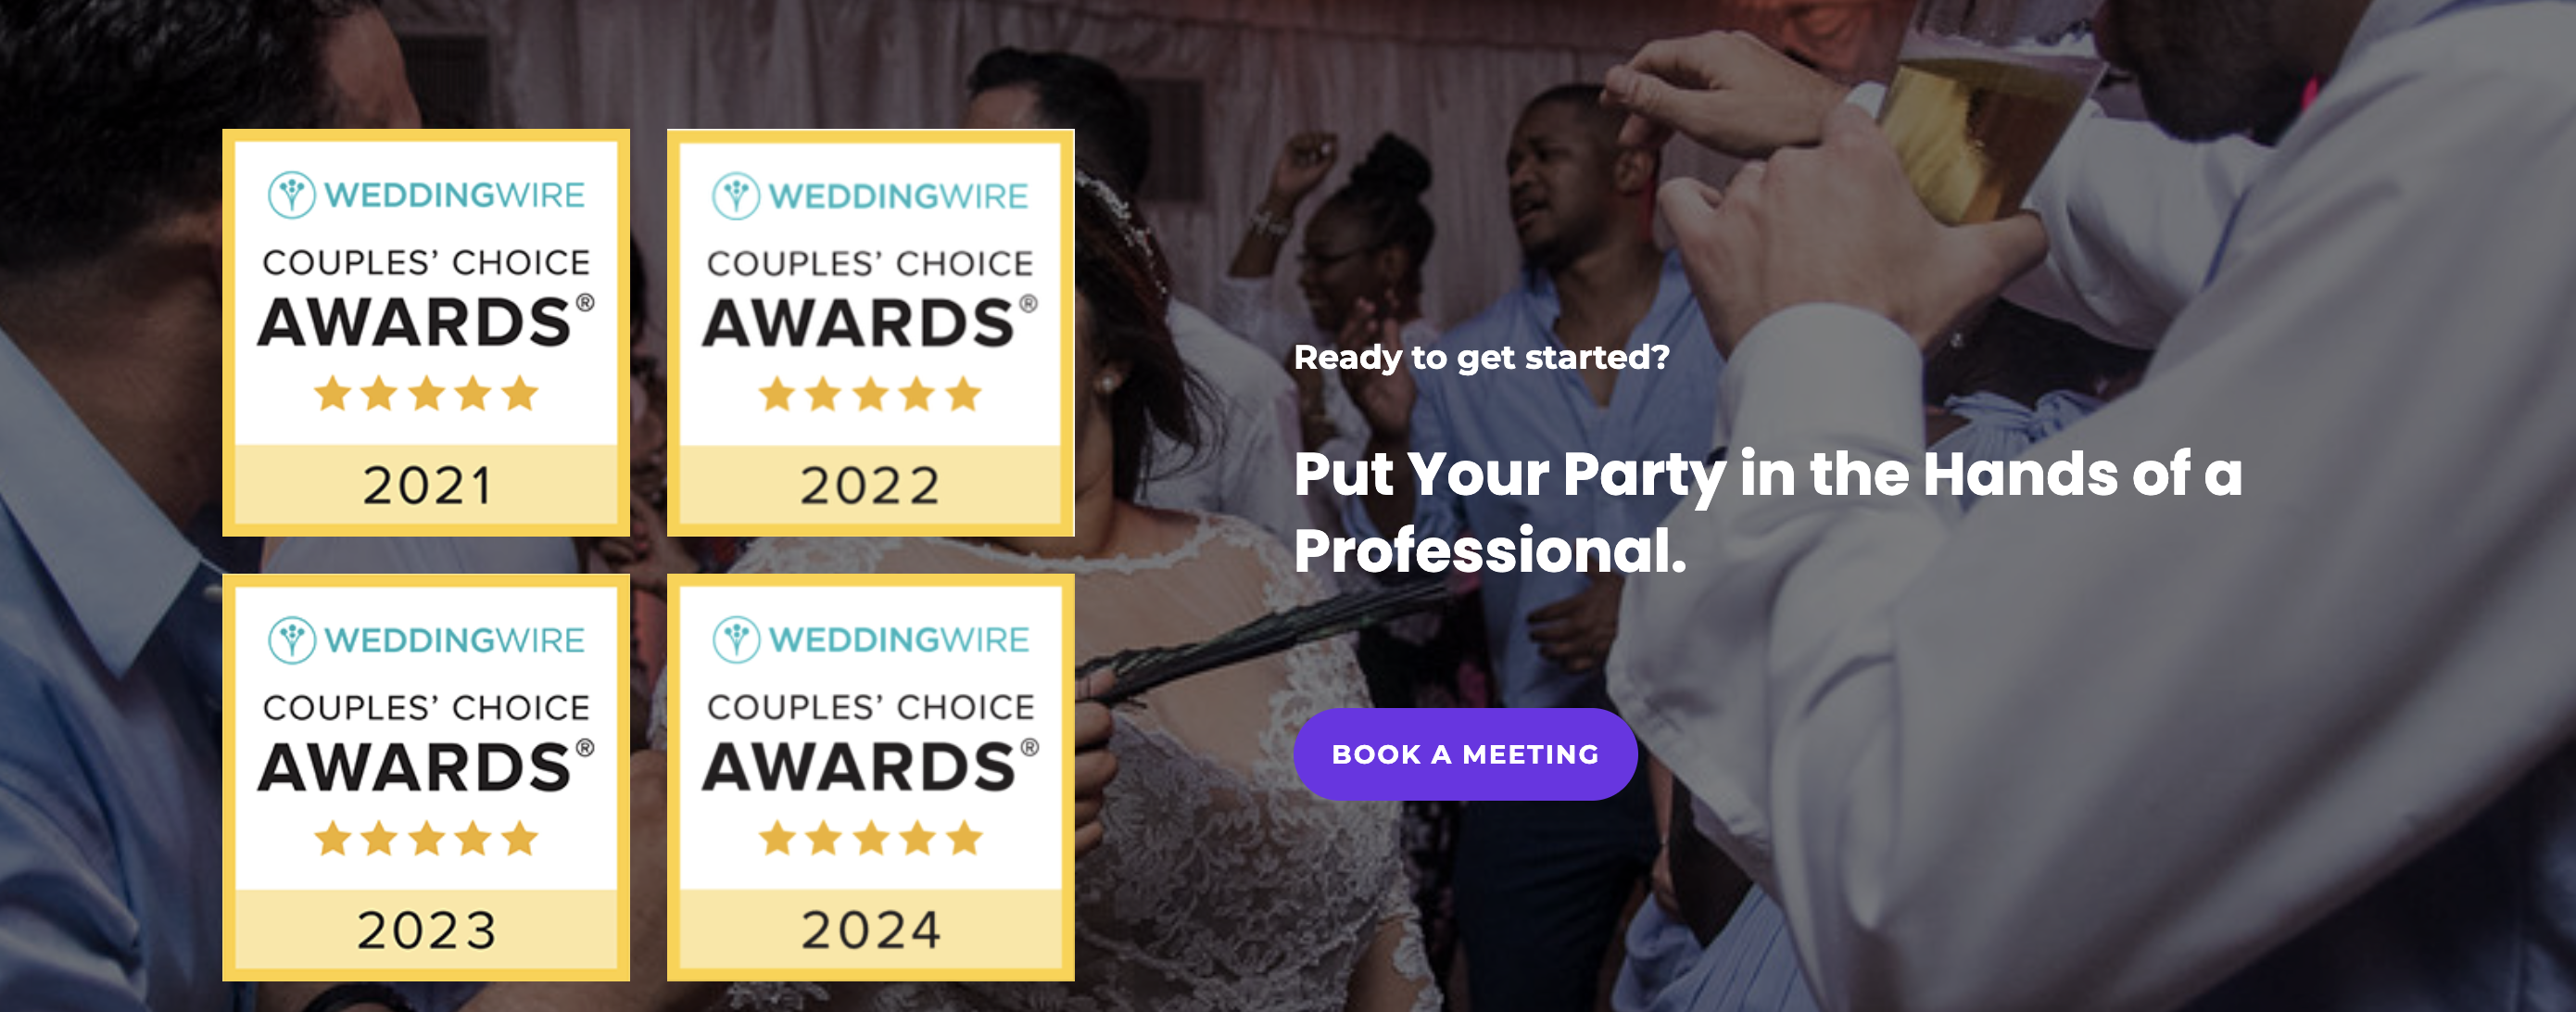 WEDDINGWIRE
COUPLES’ CHOICE
AWARDS®
2021
WEDDINGWIRE
COUPLES’ CHOICE
AWARDS®
2022
WEDDINGWIRE
COUPLES’ CHOICE
AWARDS®
2023
WEDDINGWIRE
COUPLES’ CHOICE
AWARDS®
2024
Ready to get started?
Put Your Party in the Hands of a
Professional.
BOOK A MEETING